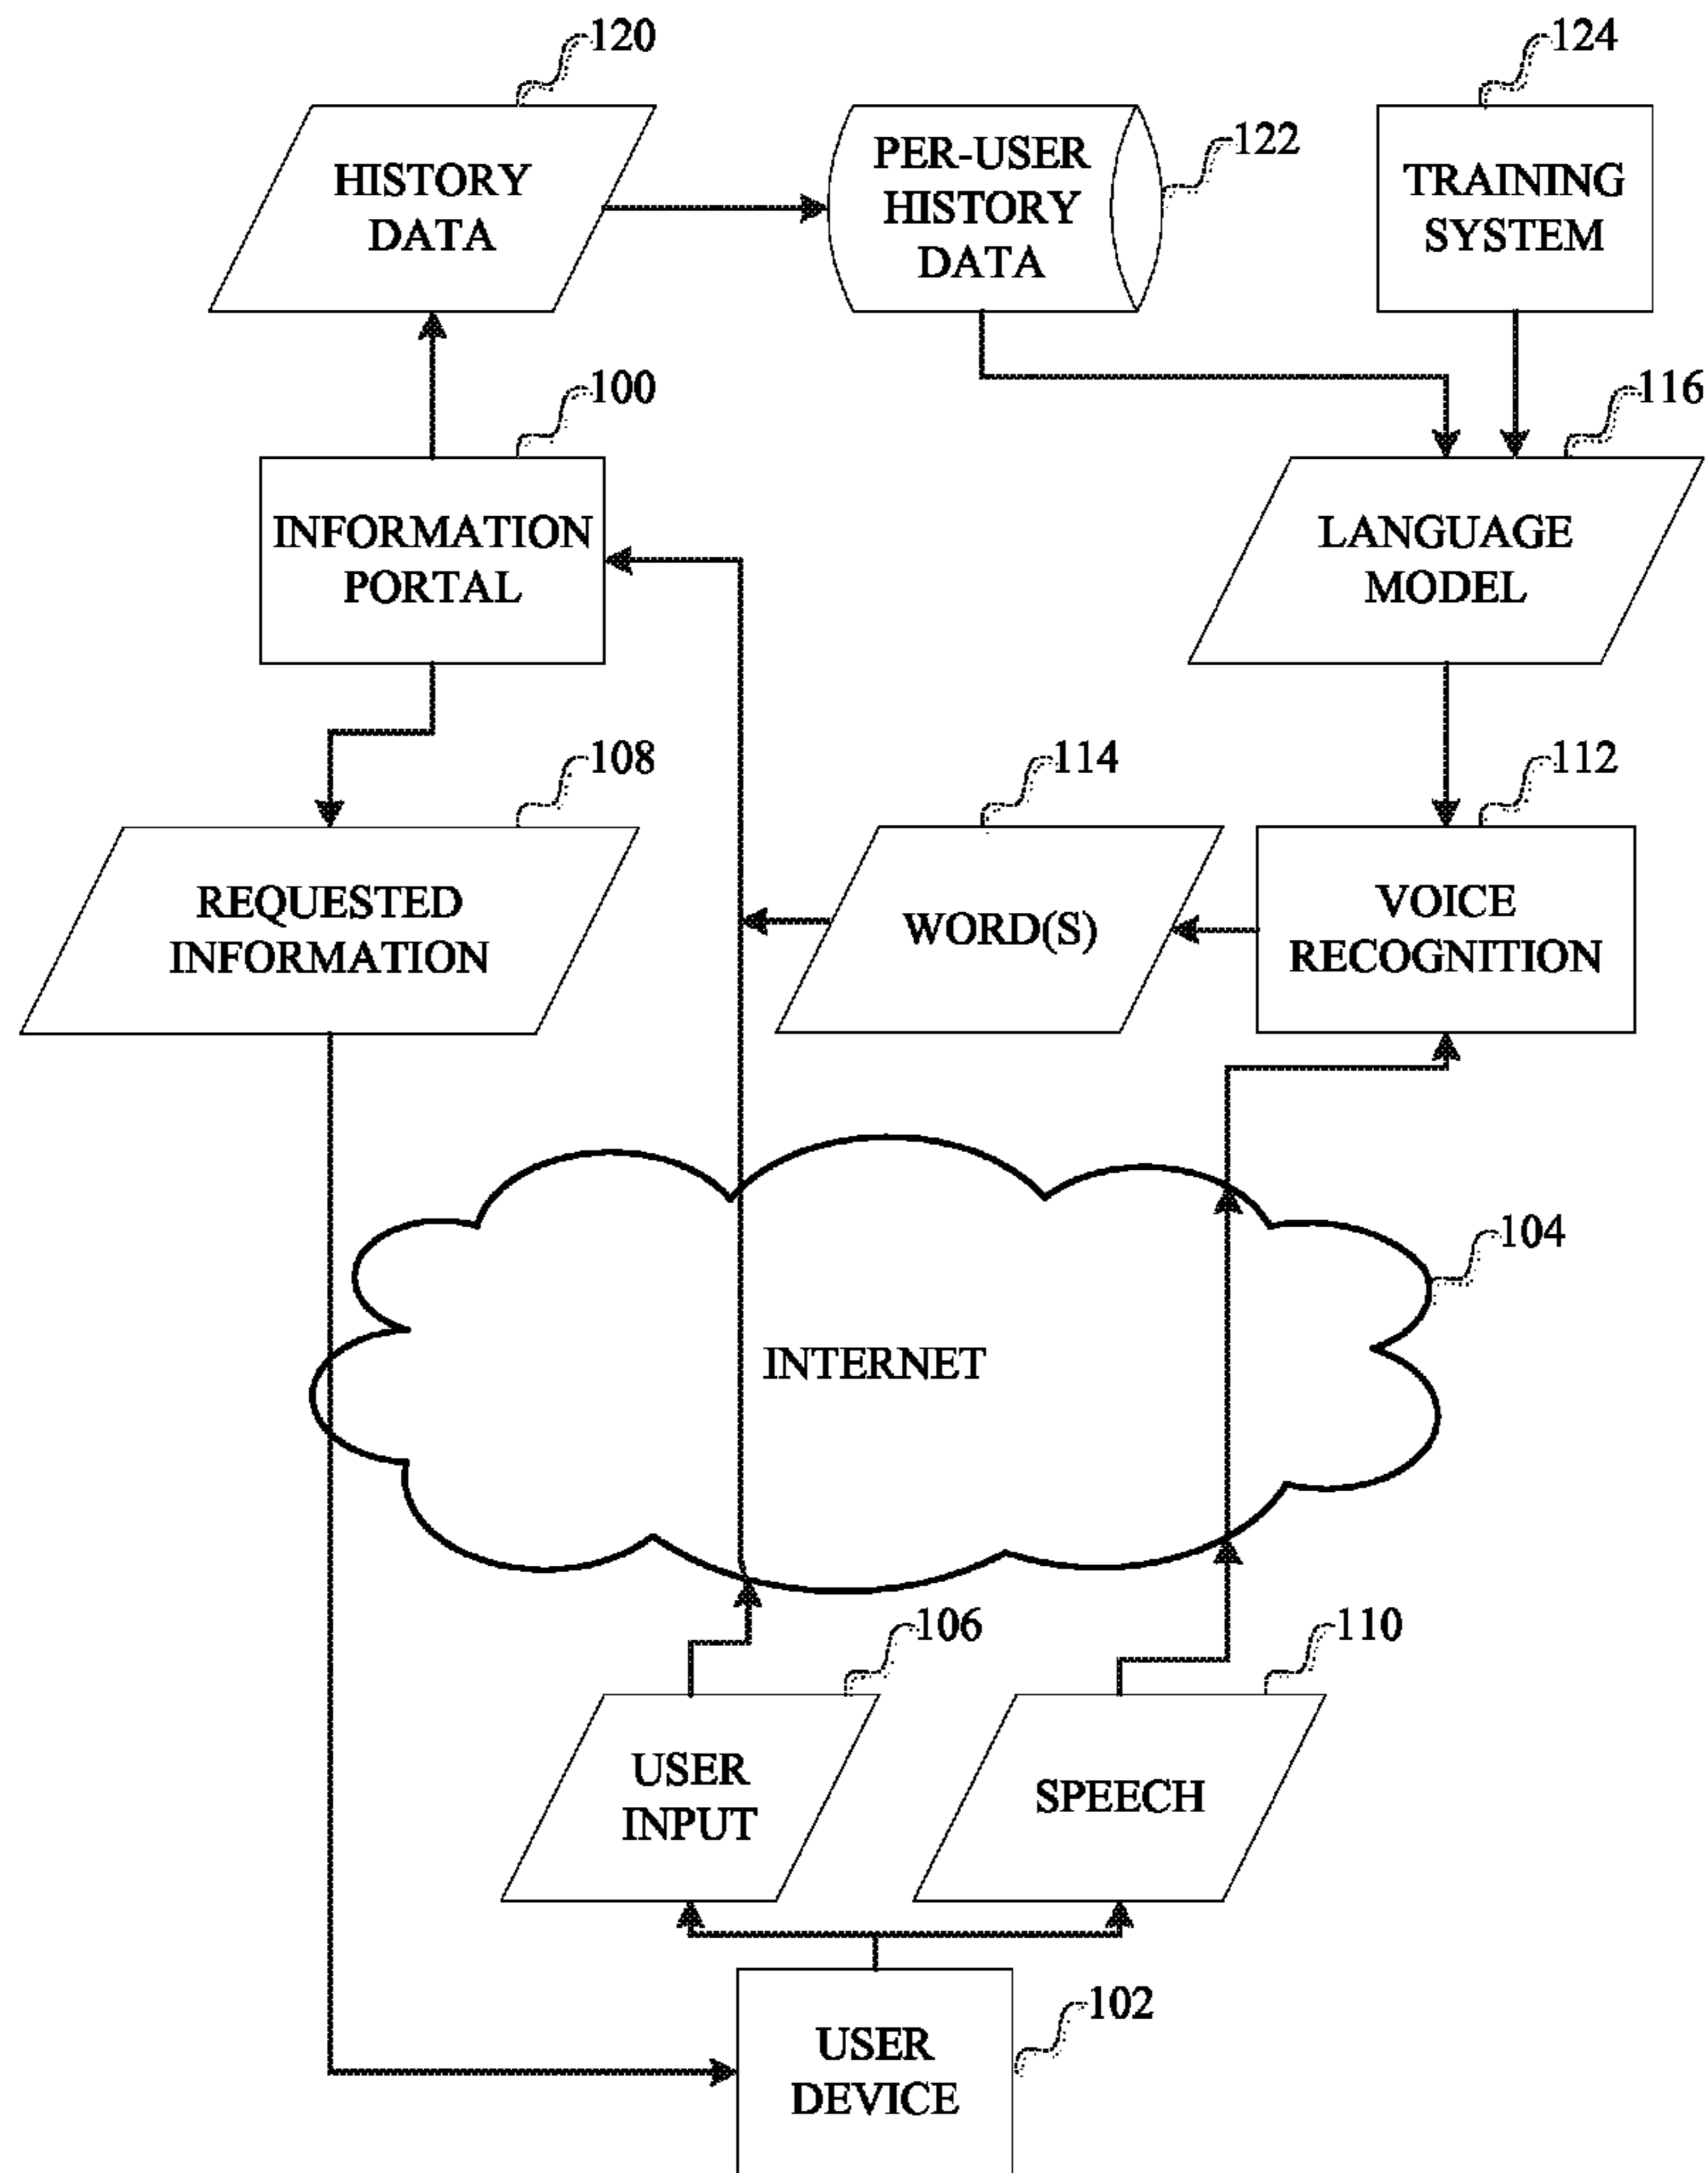 120
124
HISTORY
DATA
PER-USER
HISTORY
DATA
122
TRAINING
SYSTEM
100
116
INFORMATION
PORTAL
LANGUAGE
MODEL
108
114
112
REQUESTED
INFORMATION
WORD(S)
VOICE
RECOGNITION
104
INTERNET
106
110
USER
INPUT
SPEECH
102
USER
DEVICE